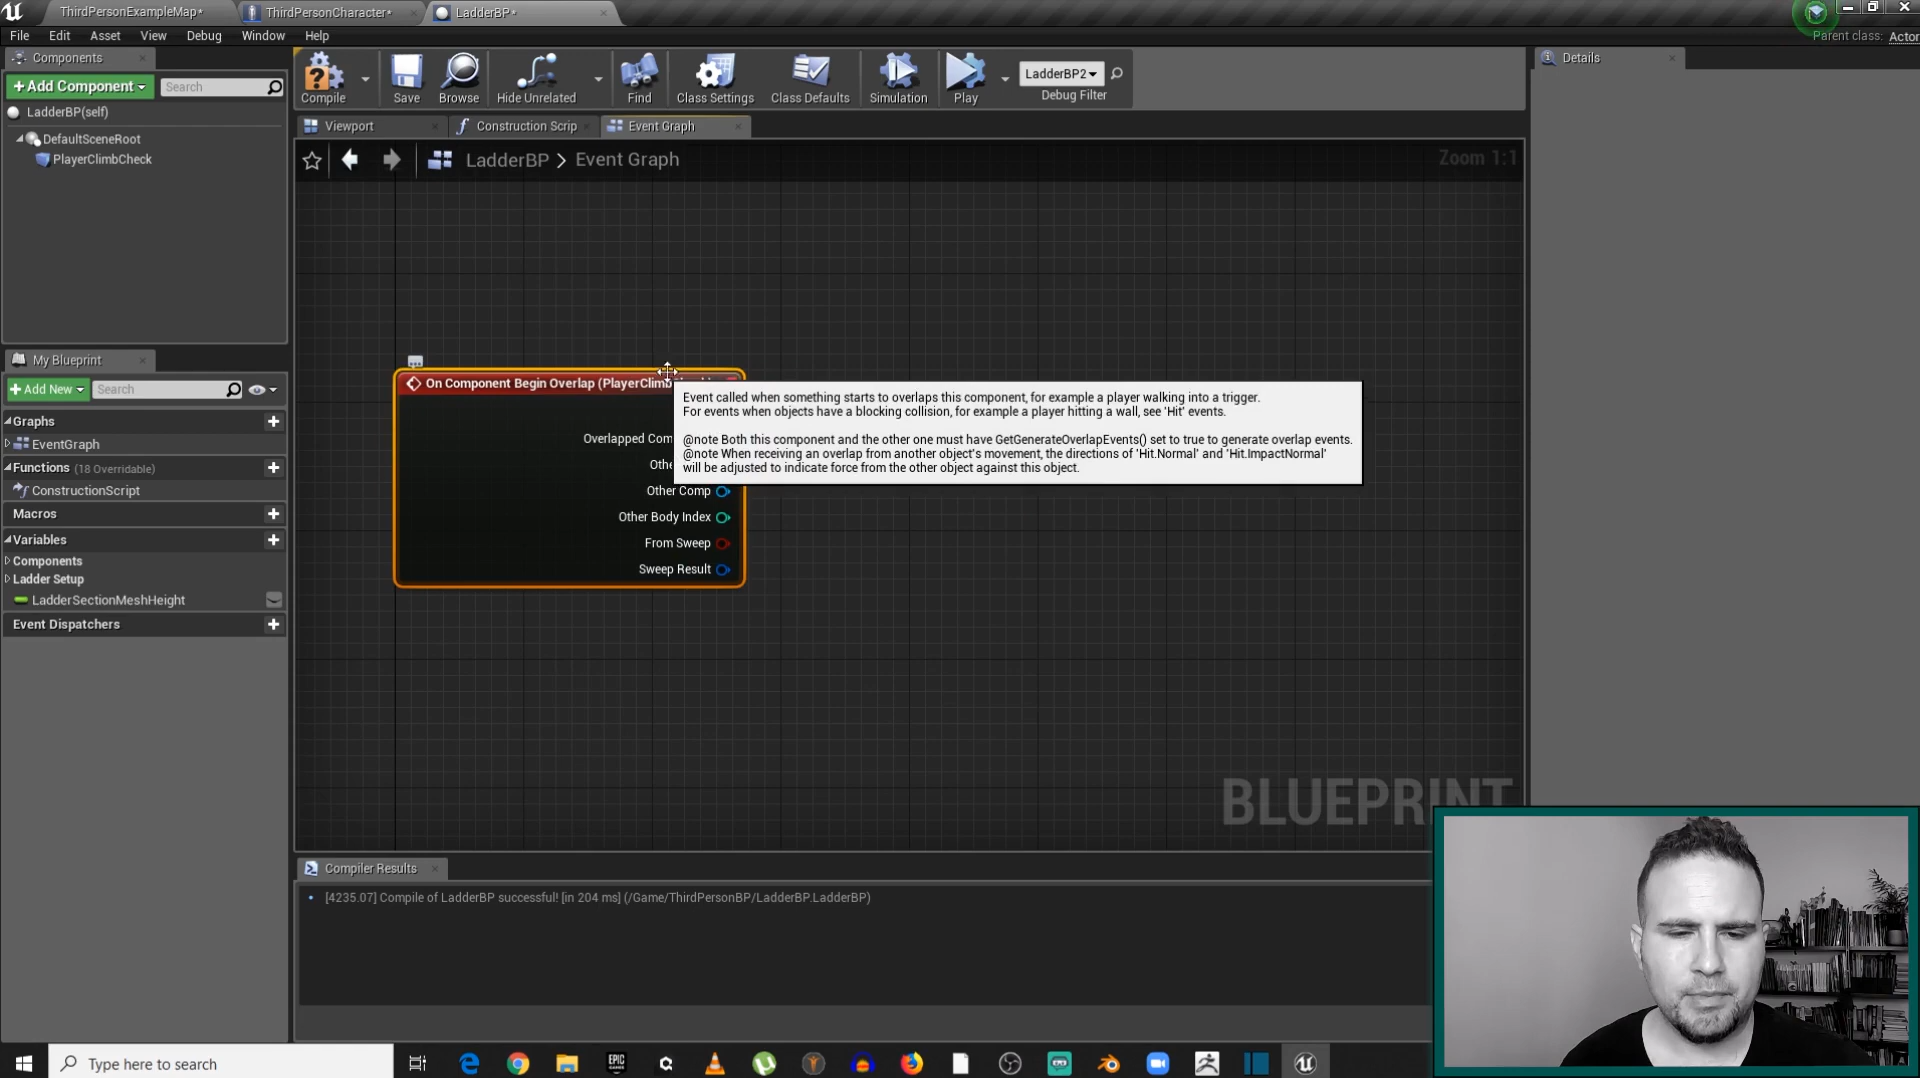 ThirdPersonExampleMap*
ThirdPersonCharacter*
LadderBP*
File Edit Asset View Debug Window Help
Parent class: Actor
Components
+Add Component
Search
LadderBP(self)
DefaultSceneRoot
PlayerClimbCheck
Compile
Save
Browse
Hide Unrelated
Find
Class Settings
Class Defaults
Simulation
Play
LadderBP2
Debug Filter
Details
Viewport
Construction Scrip
Event Graph
LadderBP > Event Graph
Zoom 1:1
My Blueprint
+Add New
Search
Graphs
EventGraph
Functions (18 Overridable)
ConstructionScript
Macros
Variables
Components
Ladder Setup
LadderSectionMeshHeight
Event Dispatchers
On Component Begin Overlap (PlayerClimb
Overlapped Com
Othe
Other Comp
Other Body Index
From Sweep
Sweep Result
Event called when something starts to overlaps this component, for example a player walking into a trigger.
For events when objects have a blocking collision, for example a player hitting a wall, see 'Hit' events.
@note Both this component and the other one must have GetGenerateOverlapEvents() set to true to generate overlap events.
@note When receiving an overlap from another object's movement, the directions of 'Hit.Normal' and 'Hit.ImpactNormal'
will be adjusted to indicate force from the other object against this object.
BLUEPRINT
Compiler Results
[4235.07] Compile of LadderBP successful! [in 204 ms] (/Game/ThirdPersonBP/LadderBP.LadderBP)
Type here to search
EPIC
GAMES